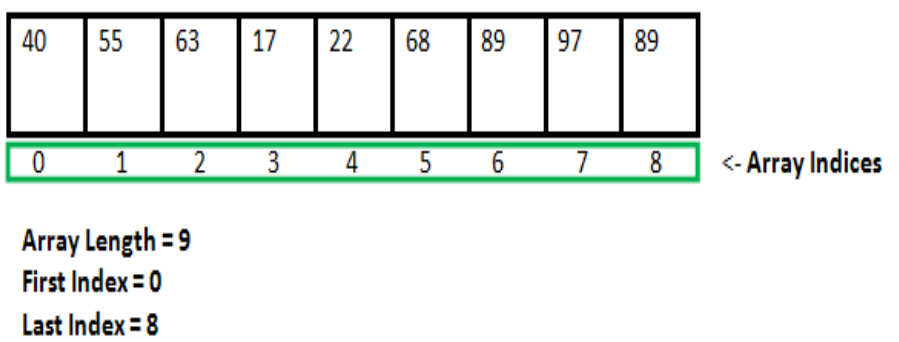 40 55 63 17 22 68 89 97 89
0 1 2 3 4 5 6 7 8 <- Array Indices
Array Length = 9
First Index = 0
Last Index = 8